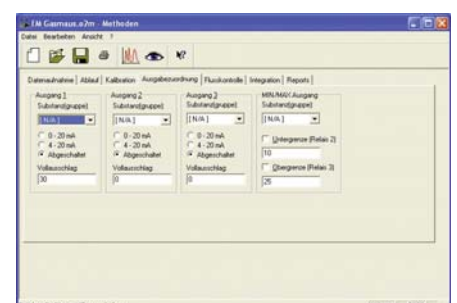 FM Gasmaus.o2m - Methoden
Datei Bearbeiten Ansicht ?
Datenaufnahme Ablauf Kalibration Ausgabezuordnung Flusskontrolle Integration Reports
Ausgang 1 Ausgang 2 Ausgang 3 MIN/MAX Ausgang
Substanz(gruppe) Substanz(gruppe) Substanz(gruppe) Substanz(gruppe)
[ N/A ] [ N/A ] [ N/A ] [ N/A ]
0 - 20 mA 0 - 20 mA 0 - 20 mA Untergrenze (Relais 2)
4 - 20 mA 4 - 20 mA 4 - 20 mA 10
Abgeschaltet Abgeschaltet Abgeschaltet Obergrenze (Relais 3)
Vollausschlag Vollausschlag Vollausschlag 25
30 0 0